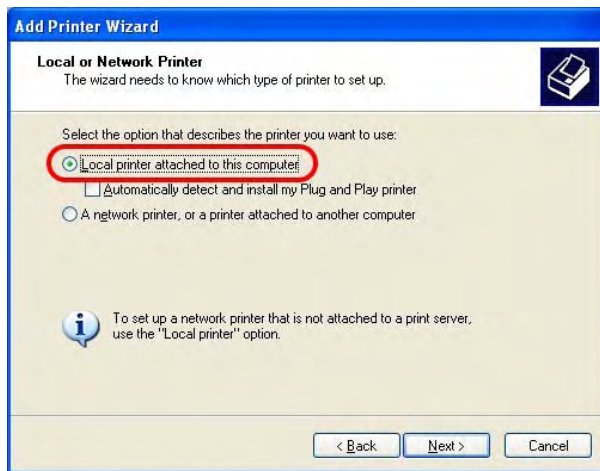 Add Printer Wizard
Local or Network Printer
The wizard needs to know which type of printer to set up.
Select the option that describes the printer you want to use:
Local printer attached to this computer
Automatically detect and install my Plug and Play printer
A network printer, or a printer attached to another computer
To set up a network printer that is not attached to a print server,
use the "Local printer" option.
< Back Next > Cancel